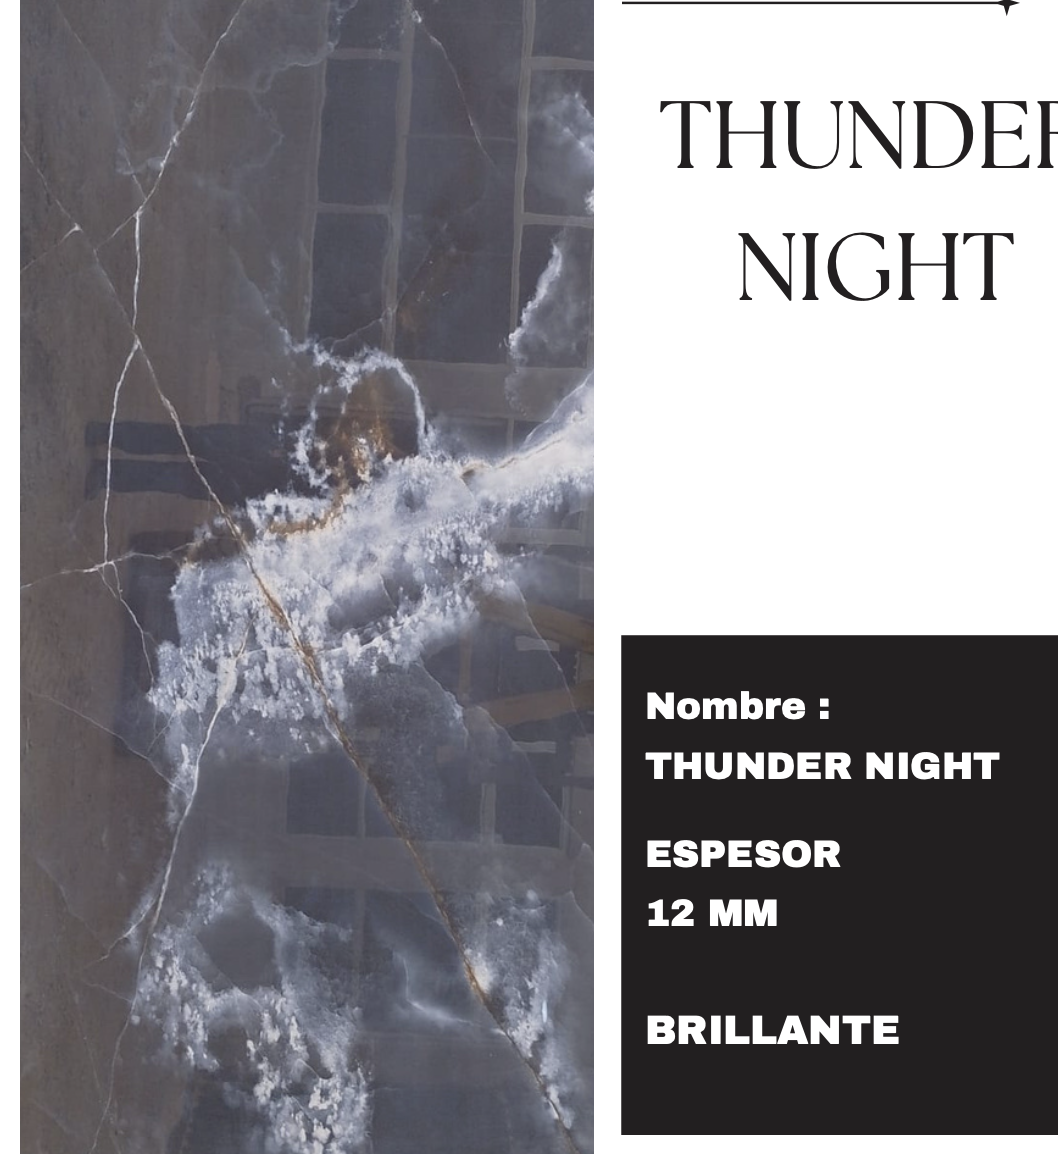 THUNDER
NIGHT
Nombre :
THUNDER NIGHT
ESPESOR
12 MM
BRILLANTE